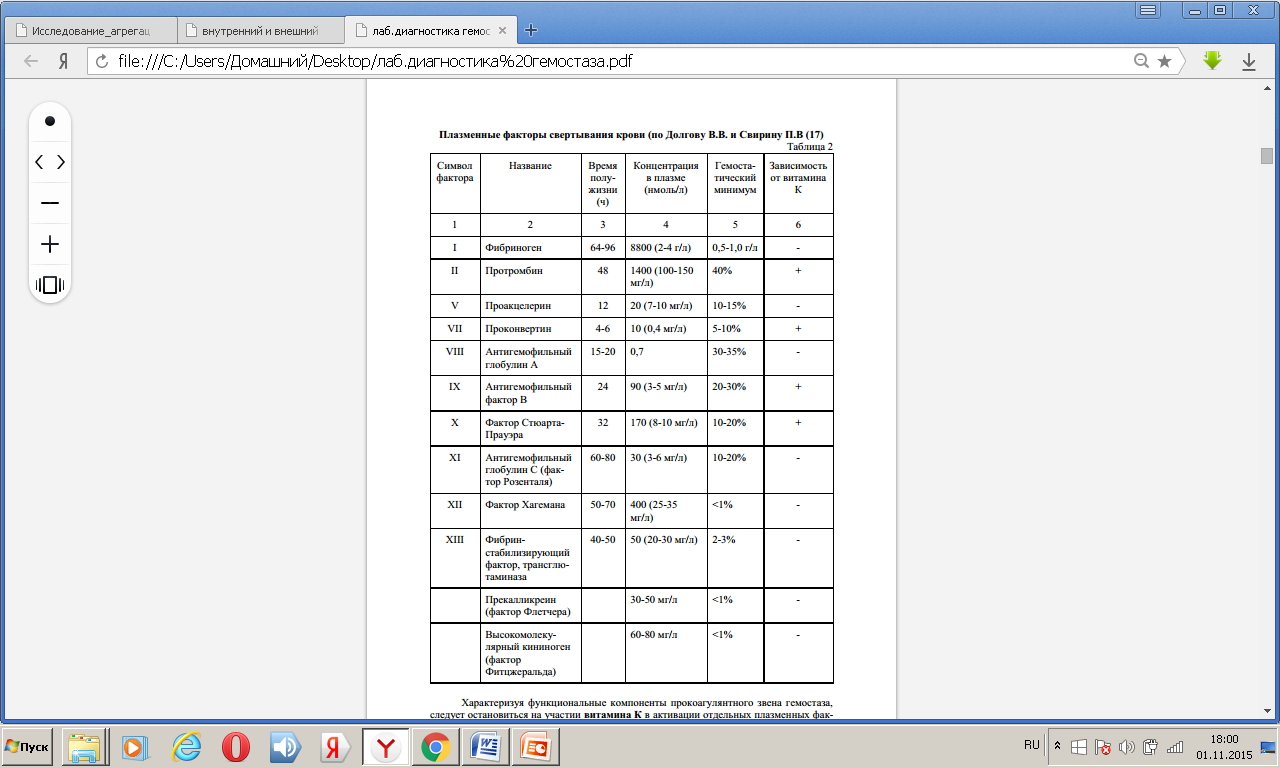 Исследование_агрегац
внутренний и внешний
лаб.диагностика гемос
file:///C:/Users/Домашний/Desktop/лаб.диагностика%20гемостаза.pdf
Плазменные факторы свертывания крови (по Долгову В.В. и Свирину П.В (17)
Таблица 2
Символ фактора
Название
Время полу-жизни (ч)
Концентрация в плазме (нмоль/л)
Гемоста-тический минимум
Зависимость от витамина К
1 2 3 4 5 6
I Фибриноген 64-96 8800 (2-4 г/л) 0,5-1,0 г/л -
II Протромбин 48 1400 (100-150 мг/л) 40% +
V Проакцелерин 12 20 (7-10 мг/л) 10-15% -
VII Проконвертин 4-6 10 (0,4 мг/л) 5-10% +
VIII Антигемофильный глобулин А 15-20 0,7 30-35% -
IX Антигемофильный фактор В 24 90 (3-5 мг/л) 20-30% +
X Фактор Стюарта-Прауэра 32 170 (8-10 мг/л) 10-20% +
XI Антигемофильный глобулин С (фак-тор Розенталя) 60-80 30 (3-6 мг/л) 10-20% -
XII Фактор Хагемана 50-70 400 (25-35 мг/л) <1% -
XIII Фибрин-стабилизирующий фактор, трансглю-таминаза 40-50 50 (20-30 мг/л) 2-3% -
Прекалликреин (фактор Флетчера) 30-50 мг/л <1% -
Высокомолеку-лярный кининоген (фактор Фитцжеральда) 60-80 мг/л <1% -
Характеризуя функциональные компоненты прокоагулянтного звена гемостаза,
следует остановиться на участии витамина К в активации отдельных плазменных фак-
Пуск
RU
18:00
01.11.2015